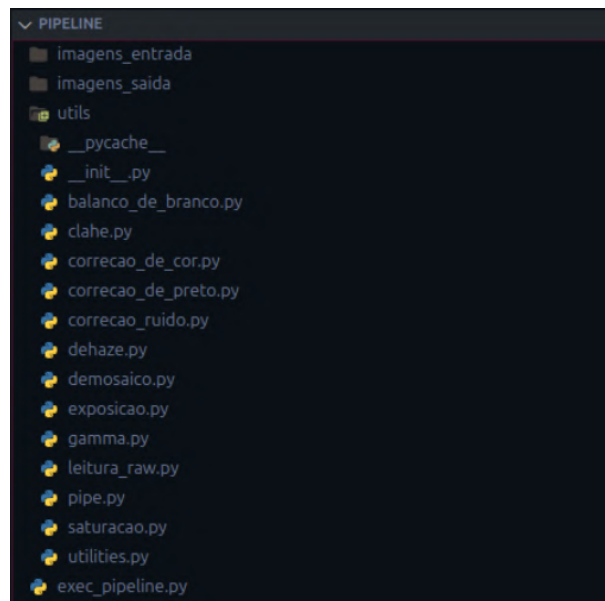 PIPELINE
imagens_entrada
imagens_saida
utils
__pycache__
__init__.py
balanco_de_branco.py
clahe.py
correcao_de_cor.py
correcao_de_preto.py
correcao_ruido.py
dehaze.py
demosaico.py
exposicao.py
gamma.py
leitura_raw.py
pipe.py
saturacao.py
utilities.py
exec_pipeline.py